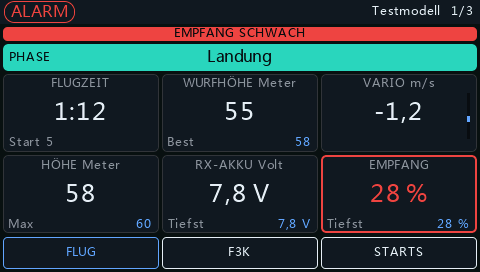 ALARM Testmodell 1/3
EMPFANG SCHWACH
PHASE Landung
FLUGZEIT WURFHÖHE Meter VARIO m/s
1:12 55 -1,2
Start 5 Best 58
HÖHE Meter RX-AKKU Volt EMPFANG
58 7,8 V 28 %
Max 60 Tiefst 7,8 V Tiefst 28 %
FLUG F3K STARTS